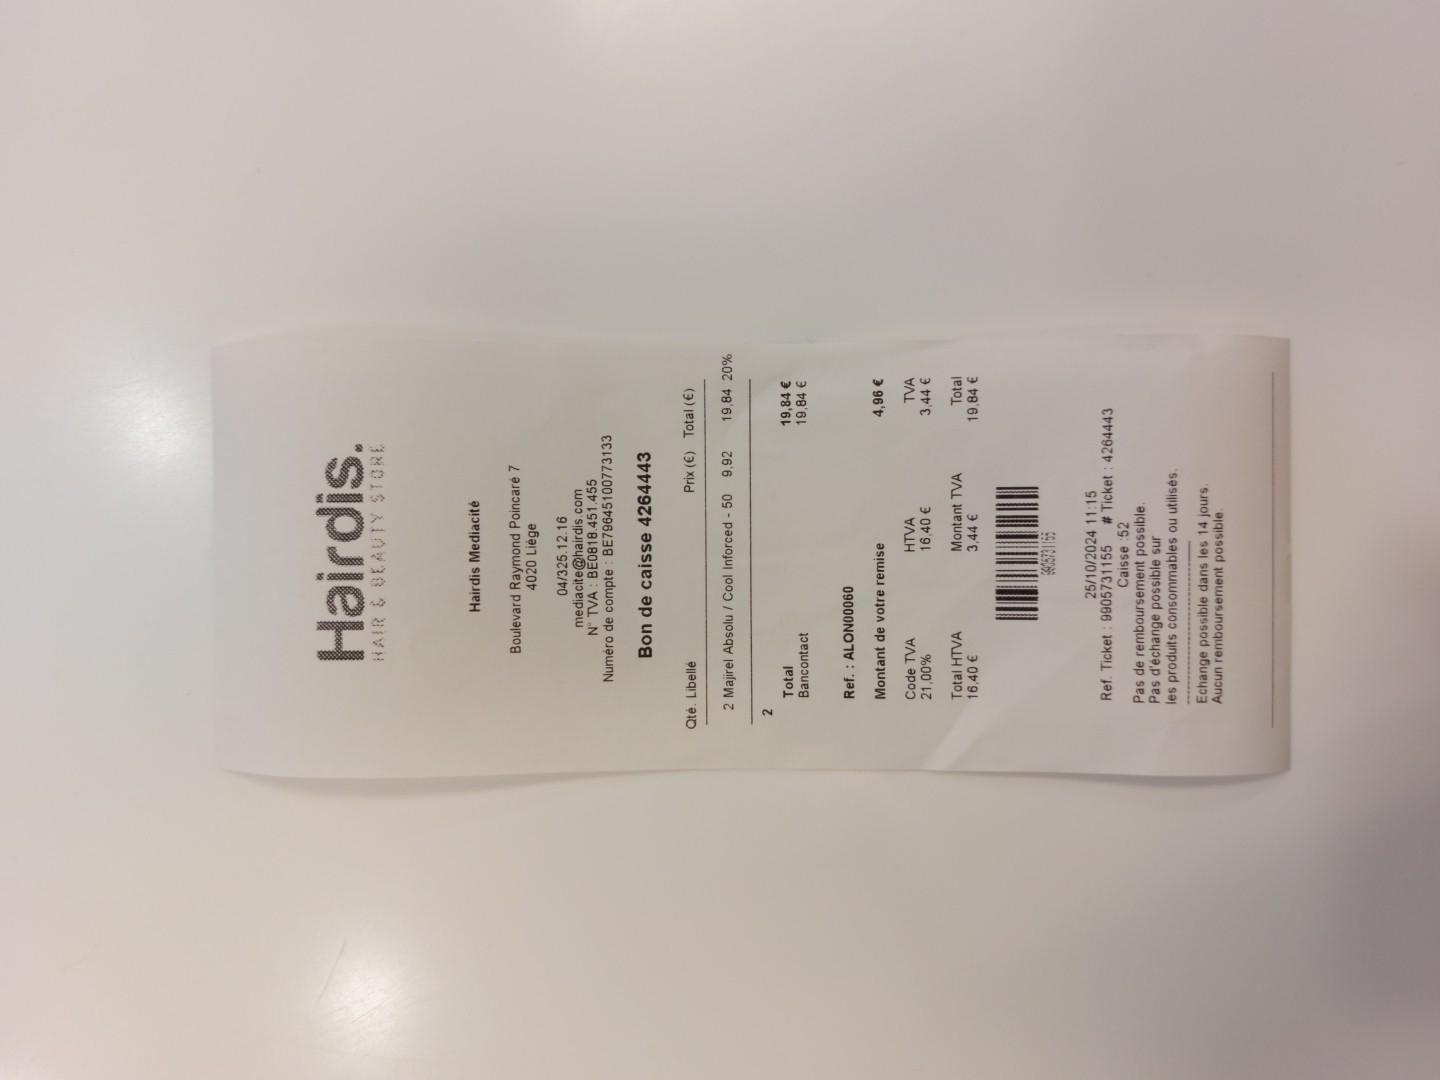 Hairdis.
HAIR & BEAUTY STORE
Hairdis Mediacité
Boulevard Raymond Poincaré 7
4020 Liège
04/325.12.16
mediacite@hairdis.com
N° TVA : BE0818.451.455
Numéro de compte : BE79645100773133
Bon de caisse 4264443
Qté. Libellé Prix (€) Total (€)
2 Majirel Absolu / Cool Inforced - 50 9,92 19,84 20%
2
Total 19,84 €
Bancontact 19,84 €
Ref. : ALON00060
Montant de votre remise 4,96 €
Code TVA HTVA TVA
21,00% 16,40 € 3,44 €
Total HTVA Montant TVA Total
16,40 € 3,44 € 19,84 €
9905731155
25/10/2024 11:15
Ref. Ticket : 9905731155 # Ticket : 4264443
Caisse :52
Pas de remboursement possible.
Pas d'échange possible sur
les produits consommables ou utilisés.
Echange possible dans les 14 jours.
Aucun remboursement possible.